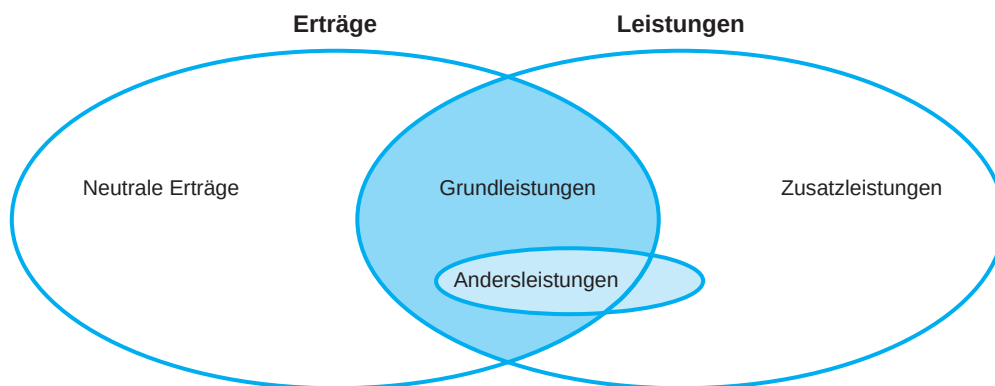 Erträge
Leistungen
Neutrale Erträge
Grundleistungen
Zusatzleistungen
Andersleistungen